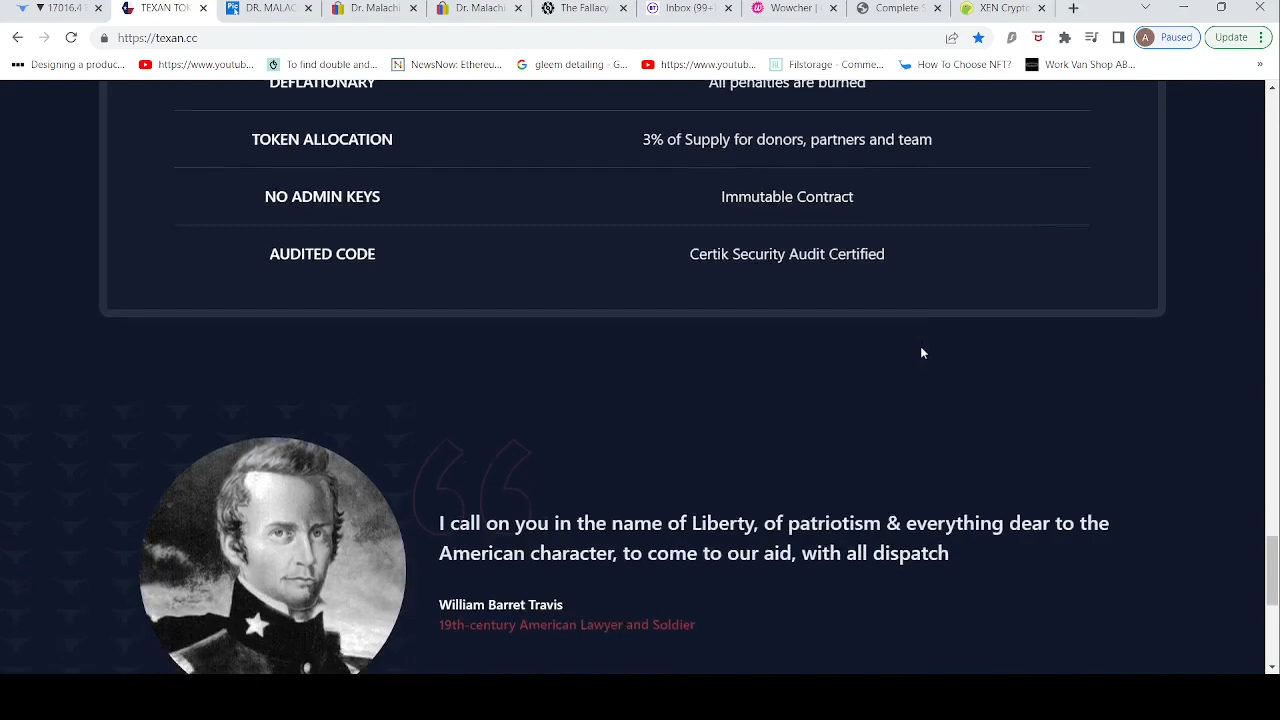 17016.4
TEXAN TOK
DR. MALAC
Dr. Malachi
Dr. Malachi
The Fallacy
Inbox (99+)
Wowcher |
Complete S
XEN Crypto
https://texan.cc
A Paused
Update
Designing a produc...
https://www.youtub...
To find double and...
NewsNow: Ethereu...
gleem detailing - G...
https://www.youtub...
Filstorage - Comme...
How To Choose NFT?
Work Van Shop AB...
»
DEFLATIONARY All penalties are burned
TOKEN ALLOCATION 3% of Supply for donors, partners and team
NO ADMIN KEYS Immutable Contract
AUDITED CODE Certik Security Audit Certified
“
I call on you in the name of Liberty, of patriotism & everything dear to the
American character, to come to our aid, with all dispatch
William Barret Travis
19th-century American Lawyer and Soldier